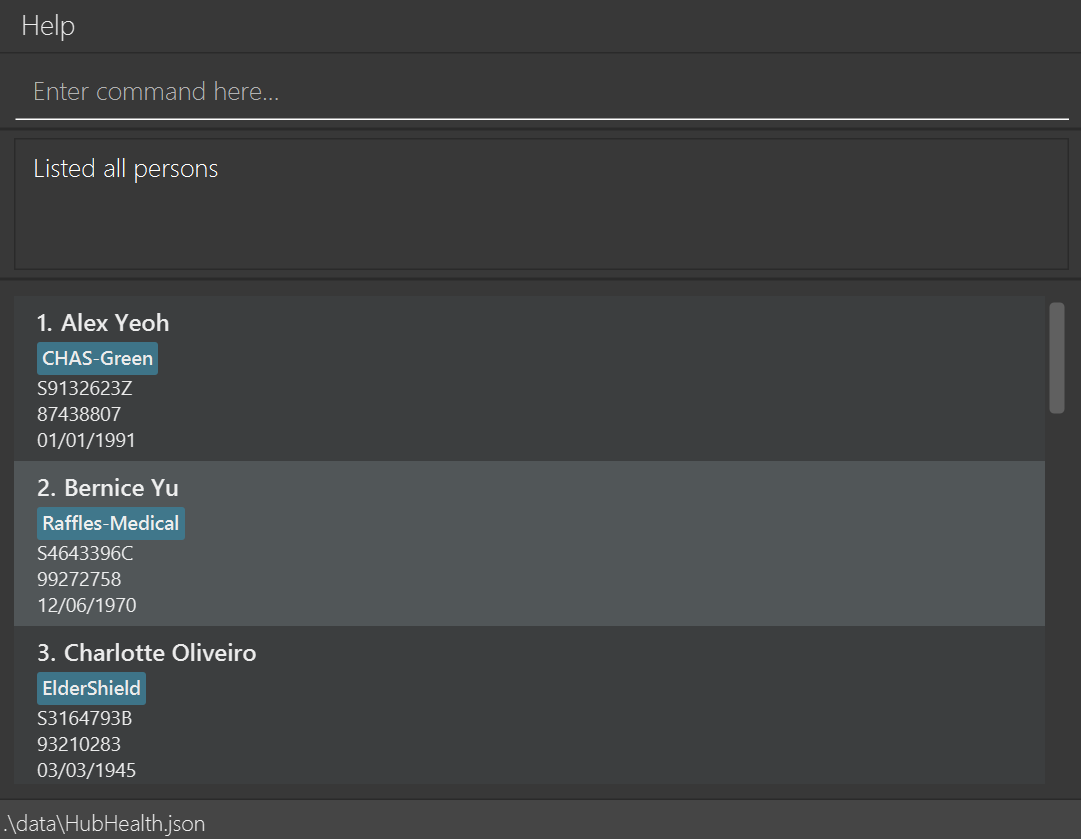 Help
Enter command here...
Listed all persons
1. Alex Yeoh
CHAS-Green
S9132623Z
87438807
01/01/1991
2. Bernice Yu
Raffles-Medical
S4643396C
99272758
12/06/1970
3. Charlotte Oliveiro
ElderShield
S3164793B
93210283
03/03/1945
.\data\HubHealth.json